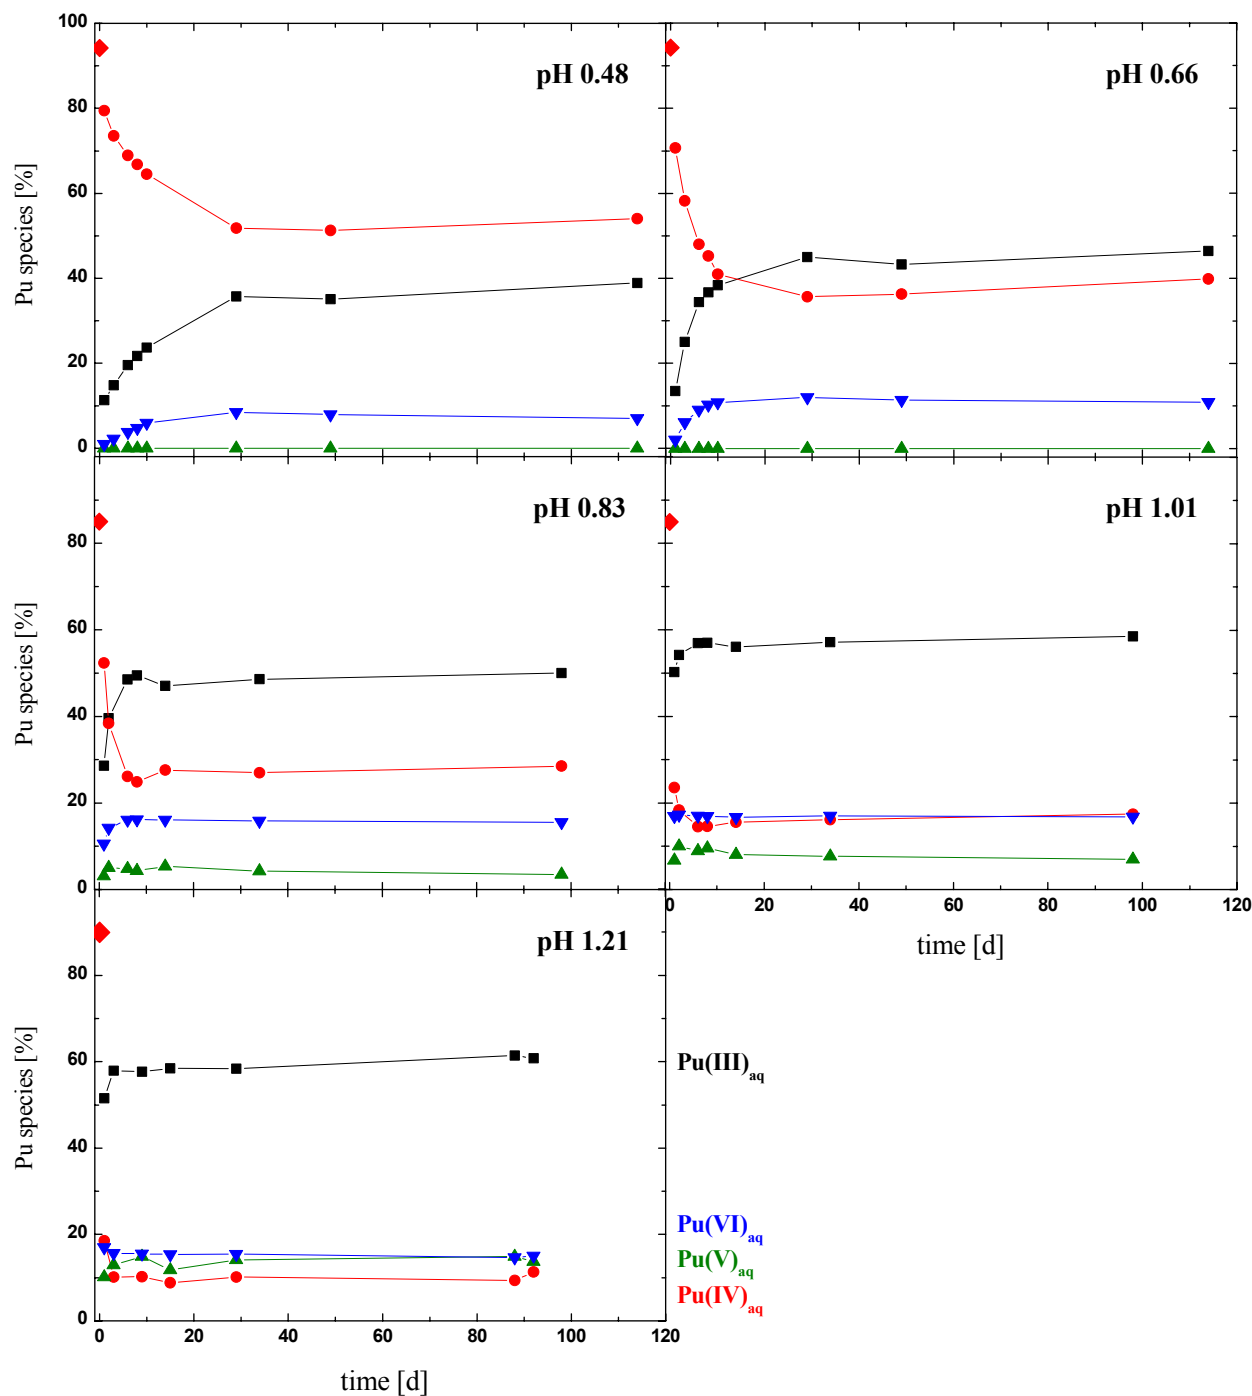 100
80
60
40
20
0
Pu species [%]
pH 0.48
pH 0.66
80
60
40
20
0
Pu species [%]
pH 0.83
pH 1.01
0 20 40 60 80 100 120
time [d]
80
60
40
20
0
Pu species [%]
pH 1.21
0 20 40 60 80 100 120
time [d]
Pu(III)aq
Pu(VI)aq
Pu(V)aq
Pu(IV)aq